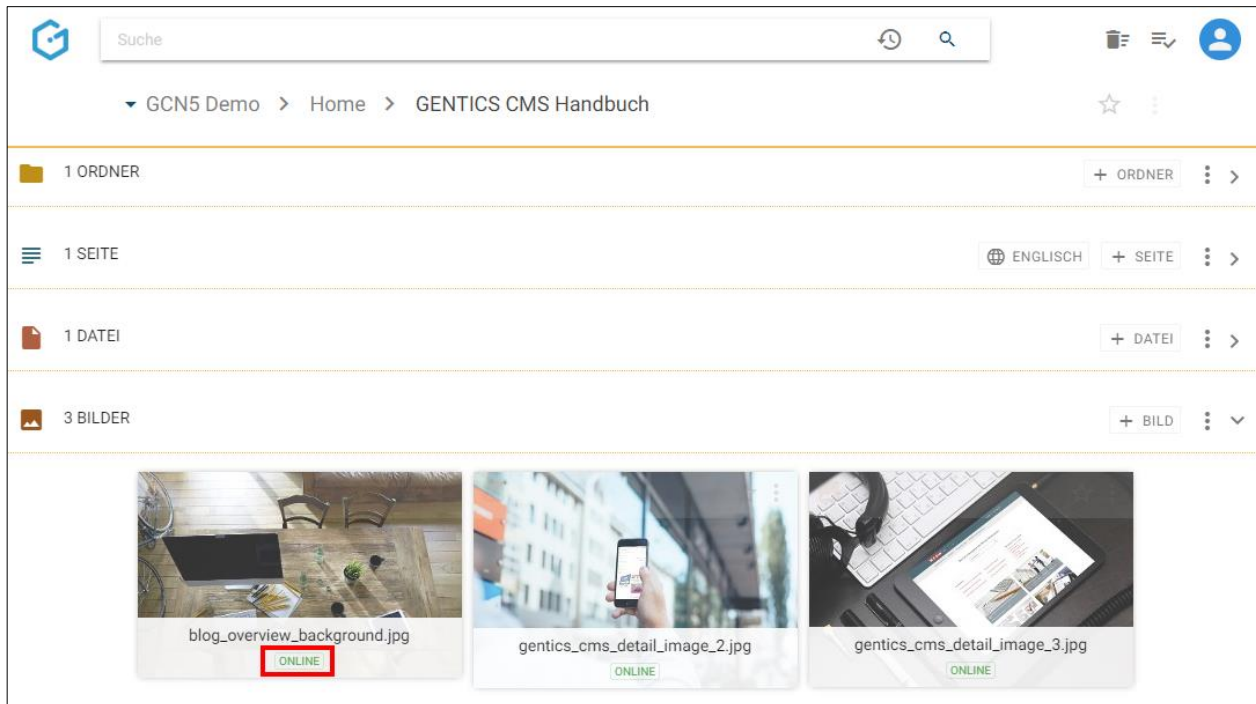 Suche
GCN5 Demo > Home > GENTICS CMS Handbuch
1 ORDNER
+ ORDNER
1 SEITE
ENGLISCH
+ SEITE
1 DATEI
+ DATEI
3 BILDER
+ BILD
blog_overview_background.jpg
ONLINE
gentics_cms_detail_image_2.jpg
ONLINE
gentics_cms_detail_image_3.jpg
ONLINE